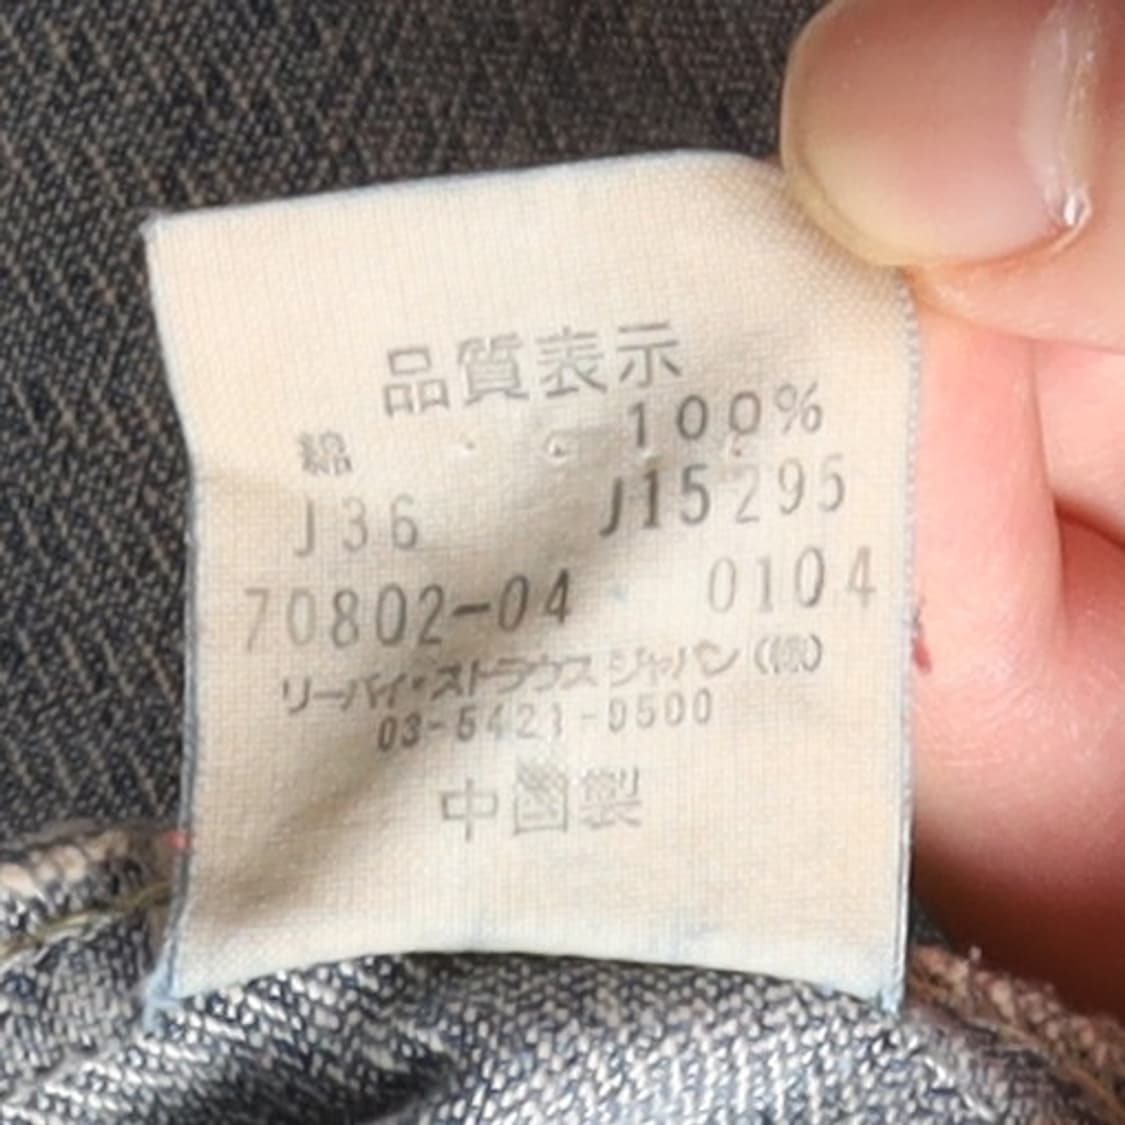 品質表示
綿 100%
J36 J15295
70802-04 0104
リーバイ・ストラウス ジャパン (株)
03-5421-9500
中国製